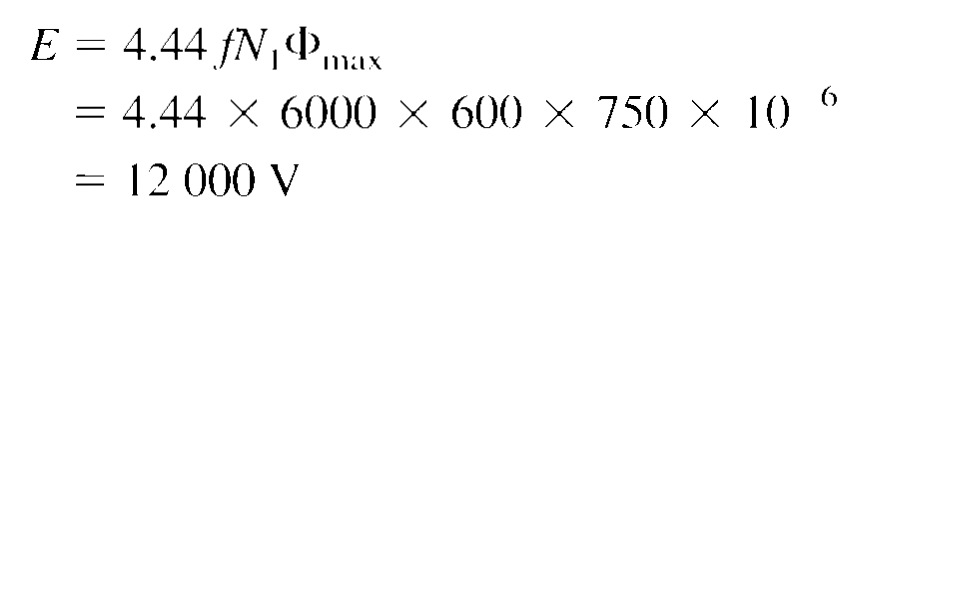 E = 4.44 fN₁Φmax
= 4.44 × 6000 × 600 × 750 × 10 ⁶
= 12 000 V